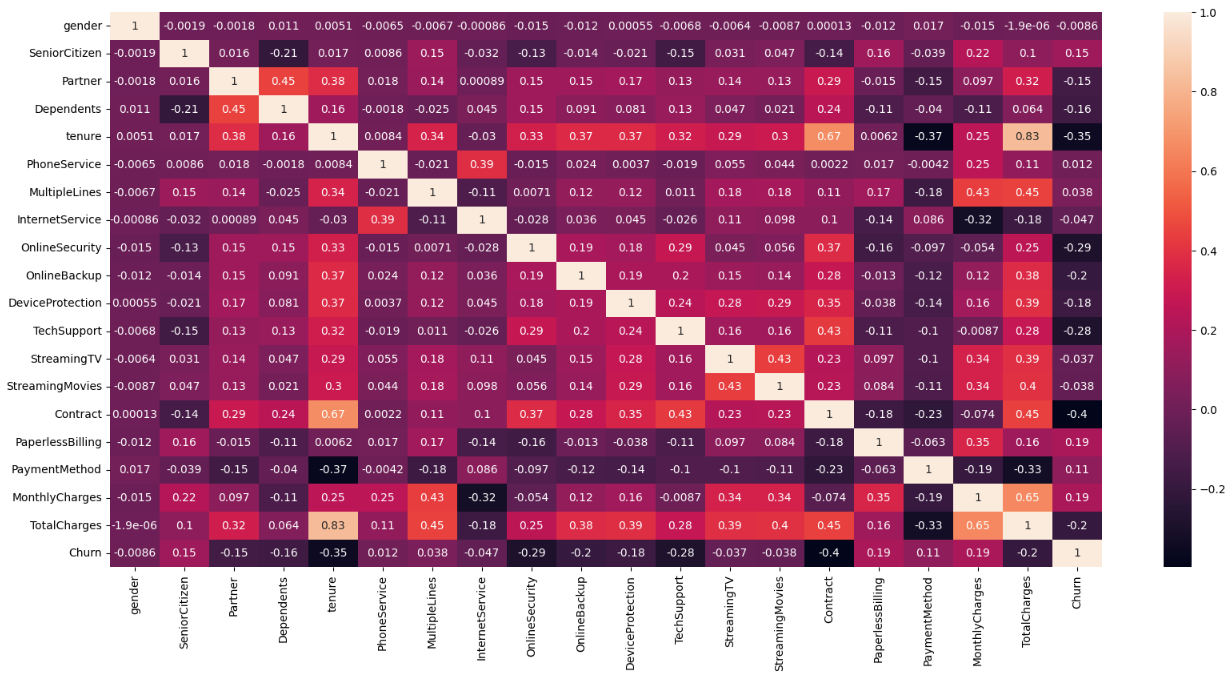 gender 1 -0.0019 -0.0018 0.011 0.0051 -0.0065 -0.0067 -0.00086 -0.015 -0.012 0.00055 -0.0068 -0.0064 -0.0087 0.00013 -0.012 0.017 -0.015 -1.9e-06 -0.0086
SeniorCitizen -0.0019 1 0.016 -0.21 0.017 0.0086 0.15 -0.032 -0.13 -0.014 -0.021 -0.15 0.031 0.047 -0.14 0.16 -0.039 0.22 0.1 0.15
Partner -0.0018 0.016 1 0.45 0.38 0.018 0.14 0.00089 0.15 0.15 0.17 0.13 0.14 0.13 0.29 -0.015 -0.15 0.097 0.32 -0.15
Dependents 0.011 -0.21 0.45 1 0.16 -0.0018 -0.025 0.045 0.15 0.091 0.081 0.13 0.047 0.021 0.24 -0.11 -0.04 -0.11 0.064 -0.16
tenure 0.0051 0.017 0.38 0.16 1 0.0084 0.34 -0.03 0.33 0.37 0.37 0.32 0.29 0.3 0.67 0.0062 -0.37 0.25 0.83 -0.35
PhoneService -0.0065 0.0086 0.018 -0.0018 0.0084 1 -0.021 0.39 -0.015 0.024 0.0037 -0.019 0.055 0.044 0.0022 0.017 -0.0042 0.25 0.11 0.012
MultipleLines -0.0067 0.15 0.14 -0.025 0.34 -0.021 1 -0.11 0.0071 0.12 0.12 0.011 0.18 0.18 0.11 0.17 -0.18 0.43 0.45 0.038
InternetService -0.00086 -0.032 0.00089 0.045 -0.03 0.39 -0.11 1 -0.028 0.036 0.045 -0.026 0.11 0.098 0.1 -0.14 0.086 -0.32 -0.18 -0.047
OnlineSecurity -0.015 -0.13 0.15 0.15 0.33 -0.015 0.0071 -0.028 1 0.19 0.18 0.29 0.045 0.056 0.37 -0.16 -0.097 -0.054 0.25 -0.29
OnlineBackup -0.012 -0.014 0.15 0.091 0.37 0.024 0.12 0.036 0.19 1 0.19 0.2 0.15 0.14 0.28 -0.013 -0.12 0.12 0.38 -0.2
DeviceProtection 0.00055 -0.021 0.17 0.081 0.37 0.0037 0.12 0.045 0.18 0.19 1 0.24 0.28 0.29 0.35 -0.038 -0.14 0.16 0.39 -0.18
TechSupport -0.0068 -0.15 0.13 0.13 0.32 -0.019 0.011 -0.026 0.29 0.2 0.24 1 0.16 0.16 0.43 -0.11 -0.1 -0.0087 0.28 -0.28
StreamingTV -0.0064 0.031 0.14 0.047 0.29 0.055 0.18 0.11 0.045 0.15 0.28 0.16 1 0.43 0.23 0.097 -0.1 0.34 0.39 -0.037
StreamingMovies -0.0087 0.047 0.13 0.021 0.3 0.044 0.18 0.098 0.056 0.14 0.29 0.16 0.43 1 0.23 0.084 -0.11 0.34 0.4 -0.038
Contract 0.00013 -0.14 0.29 0.24 0.67 0.0022 0.11 0.1 0.37 0.28 0.35 0.43 0.23 0.23 1 -0.18 -0.23 -0.074 0.45 -0.4
PaperlessBilling -0.012 0.16 -0.015 -0.11 0.0062 0.017 0.17 -0.14 -0.16 -0.013 -0.038 -0.11 0.097 0.084 -0.18 1 -0.063 0.35 0.16 0.19
PaymentMethod 0.017 -0.039 -0.15 -0.04 -0.37 -0.0042 -0.18 0.086 -0.097 -0.12 -0.14 -0.1 -0.1 -0.11 -0.23 -0.063 1 -0.19 -0.33 0.11
MonthlyCharges -0.015 0.22 0.097 -0.11 0.25 0.25 0.43 -0.32 -0.054 0.12 0.16 -0.0087 0.34 0.34 -0.074 0.35 -0.19 1 0.65 0.19
TotalCharges -1.9e-06 0.1 0.32 0.064 0.83 0.11 0.45 -0.18 0.25 0.38 0.39 0.28 0.39 0.4 0.45 0.16 -0.33 0.65 1 -0.2
Churn -0.0086 0.15 -0.15 -0.16 -0.35 0.012 0.038 -0.047 -0.29 -0.2 -0.18 -0.28 -0.037 -0.038 -0.4 0.19 0.11 0.19 -0.2 1
gender SeniorCitizen Partner Dependents tenure PhoneService MultipleLines InternetService OnlineSecurity OnlineBackup DeviceProtection TechSupport StreamingTV StreamingMovies Contract PaperlessBilling PaymentMethod MonthlyCharges TotalCharges Churn
1.0
0.8
0.6
0.4
0.2
0.0
−0.2